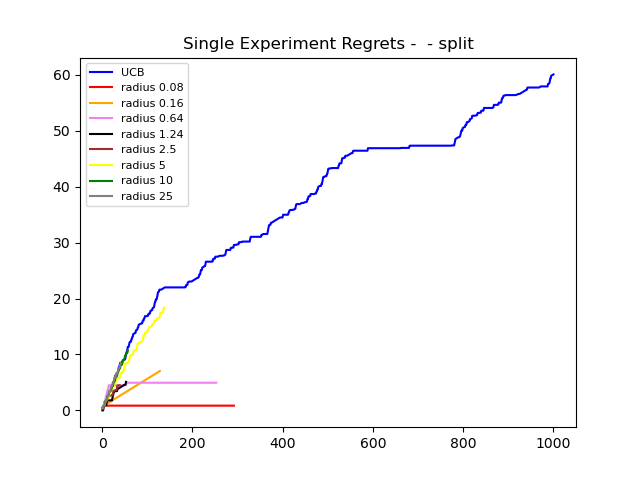 Single Experiment Regrets -  - split
UCB
radius 0.08
radius 0.16
radius 0.64
radius 1.24
radius 2.5
radius 5
radius 10
radius 25
60
50
40
30
20
10
0
0 200 400 600 800 1000